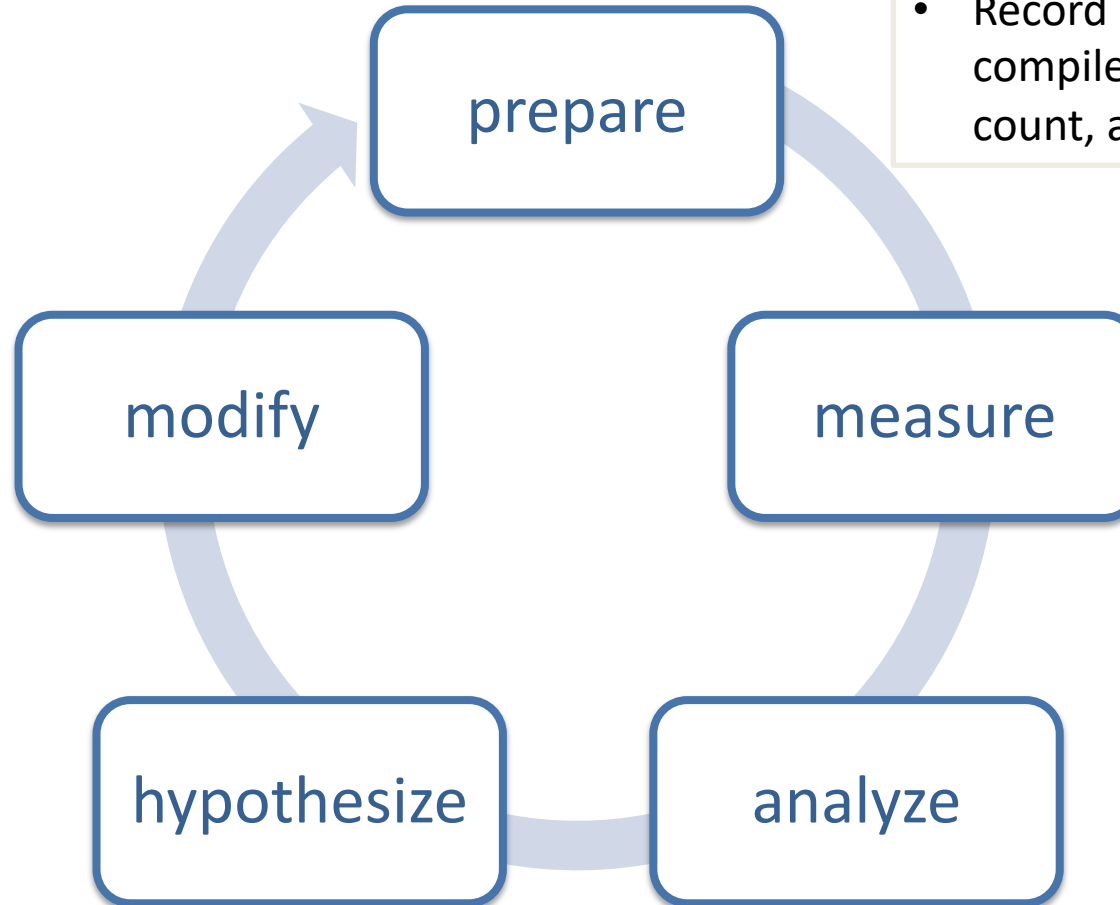 prepare
• Record
compile
count, a
modify
measure
hypothesize
analyze